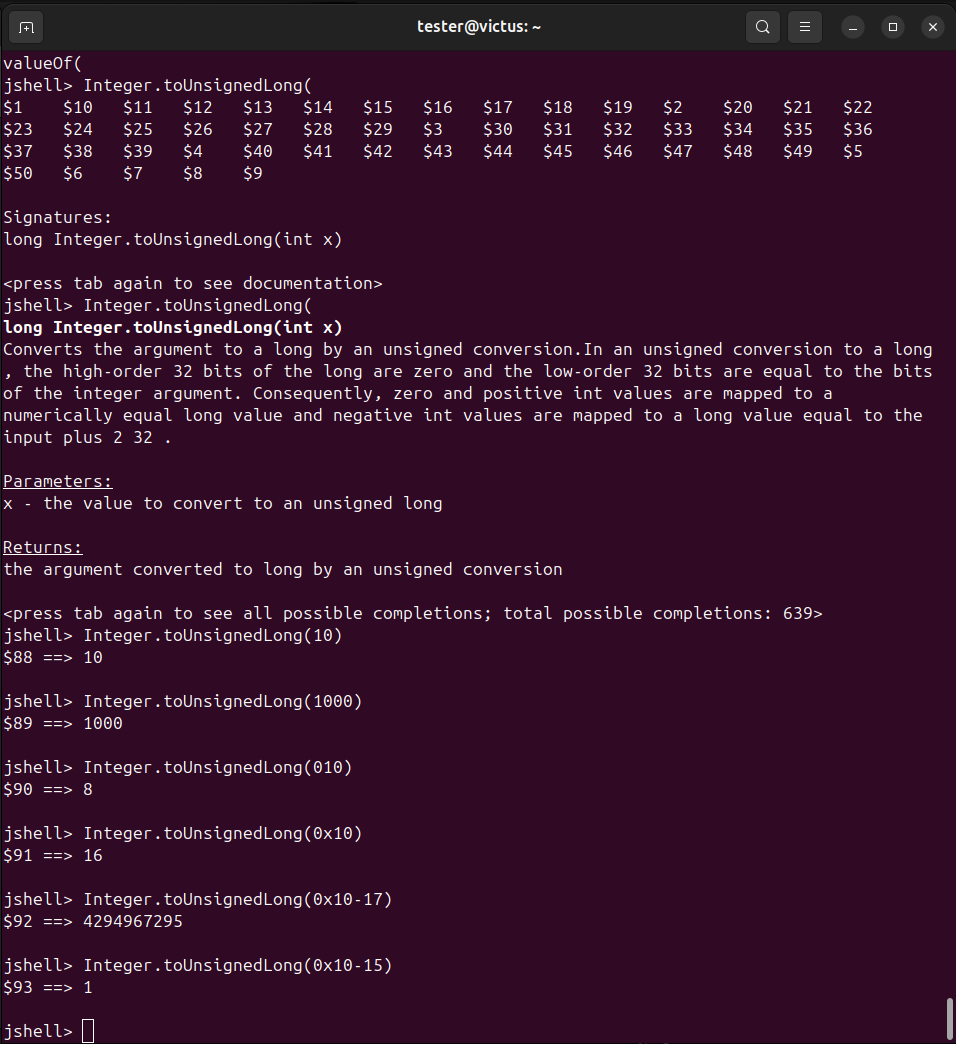 tester@victus: ~
valueOf(
jshell> Integer.toUnsignedLong(
$1 $10 $11 $12 $13 $14 $15 $16 $17 $18 $19 $2 $20 $21 $22
$23 $24 $25 $26 $27 $28 $29 $3 $30 $31 $32 $33 $34 $35 $36
$37 $38 $39 $4 $40 $41 $42 $43 $44 $45 $46 $47 $48 $49 $5
$50 $6 $7 $8 $9
Signatures:
long Integer.toUnsignedLong(int x)
<press tab again to see documentation>
jshell> Integer.toUnsignedLong(
long Integer.toUnsignedLong(int x)
Converts the argument to a long by an unsigned conversion.In an unsigned conversion to a long
, the high-order 32 bits of the long are zero and the low-order 32 bits are equal to the bits
of the integer argument. Consequently, zero and positive int values are mapped to a
numerically equal long value and negative int values are mapped to a long value equal to the
input plus 2 32 .
Parameters:
x - the value to convert to an unsigned long
Returns:
the argument converted to long by an unsigned conversion
<press tab again to see all possible completions; total possible completions: 639>
jshell> Integer.toUnsignedLong(10)
$88 ==> 10
jshell> Integer.toUnsignedLong(1000)
$89 ==> 1000
jshell> Integer.toUnsignedLong(010)
$90 ==> 8
jshell> Integer.toUnsignedLong(0x10)
$91 ==> 16
jshell> Integer.toUnsignedLong(0x10-17)
$92 ==> 4294967295
jshell> Integer.toUnsignedLong(0x10-15)
$93 ==> 1
jshell>